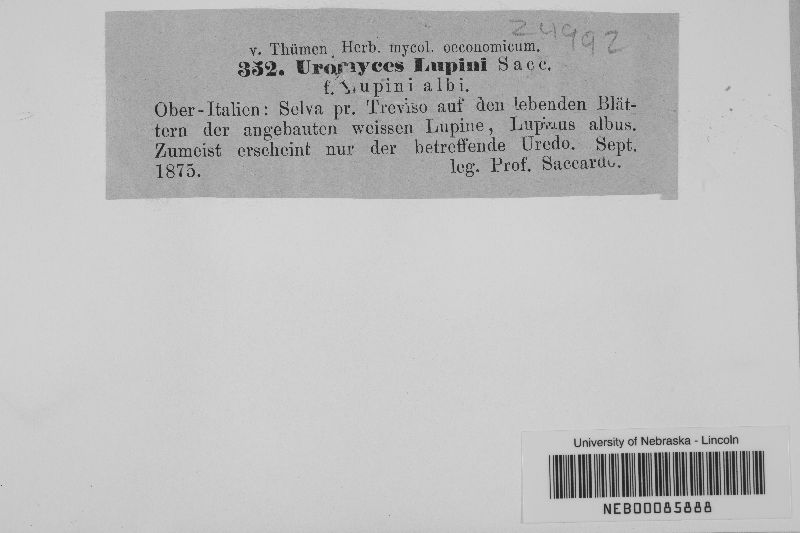 24992
v. Thümen, Herb. mycol. oeconomicum.
352. Uromyces Lupini Sacc.
f. Lupini albi.
Ober-Italien: Selva pr. Treviso auf den lebenden Blät-
tern der angebauten weissen Lupine, Lupinus albus.
Zumeist erscheint nur der betreffende Uredo. Sept.
1875. leg. Prof. Saccardo.
University of Nebraska - Lincoln
NEB00085888